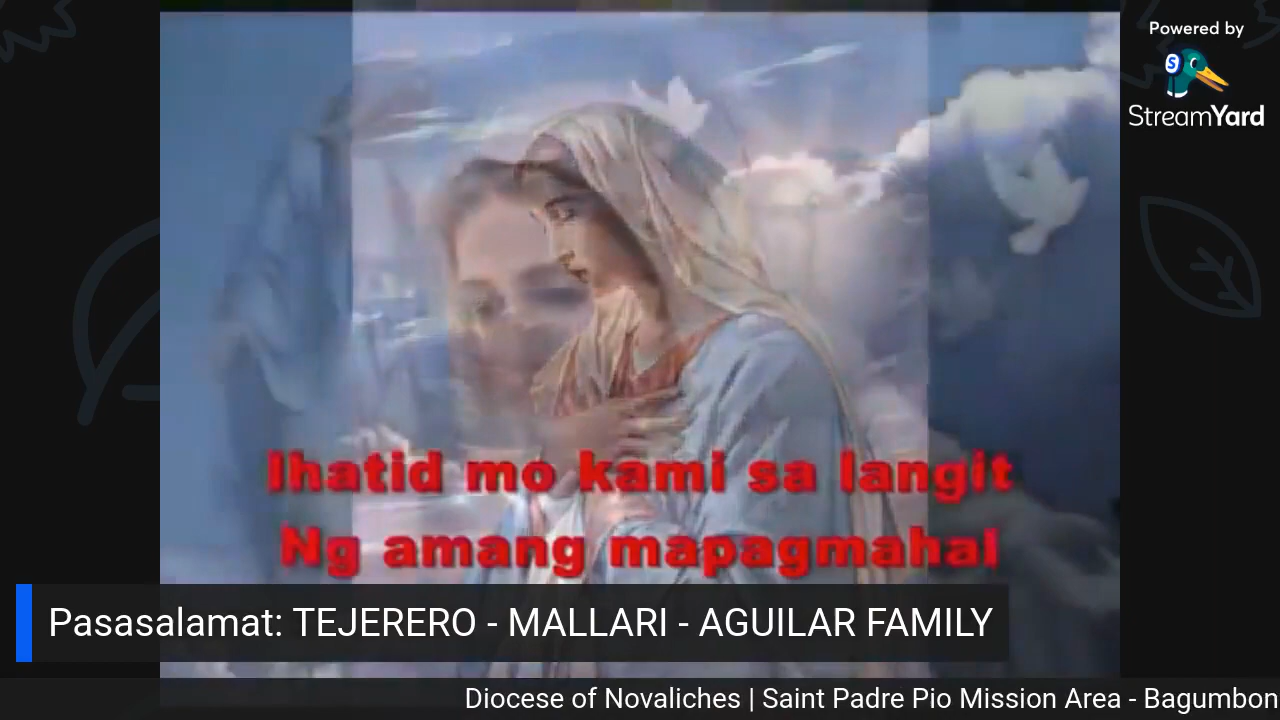 Powered by
StreamYard
Ihatid mo kami sa langit
Ng amang mapagmahal
Pasasalamat: TEJERERO - MALLARI - AGUILAR FAMILY
Diocese of Novaliches | Saint Padre Pio Mission Area - Bagumbon